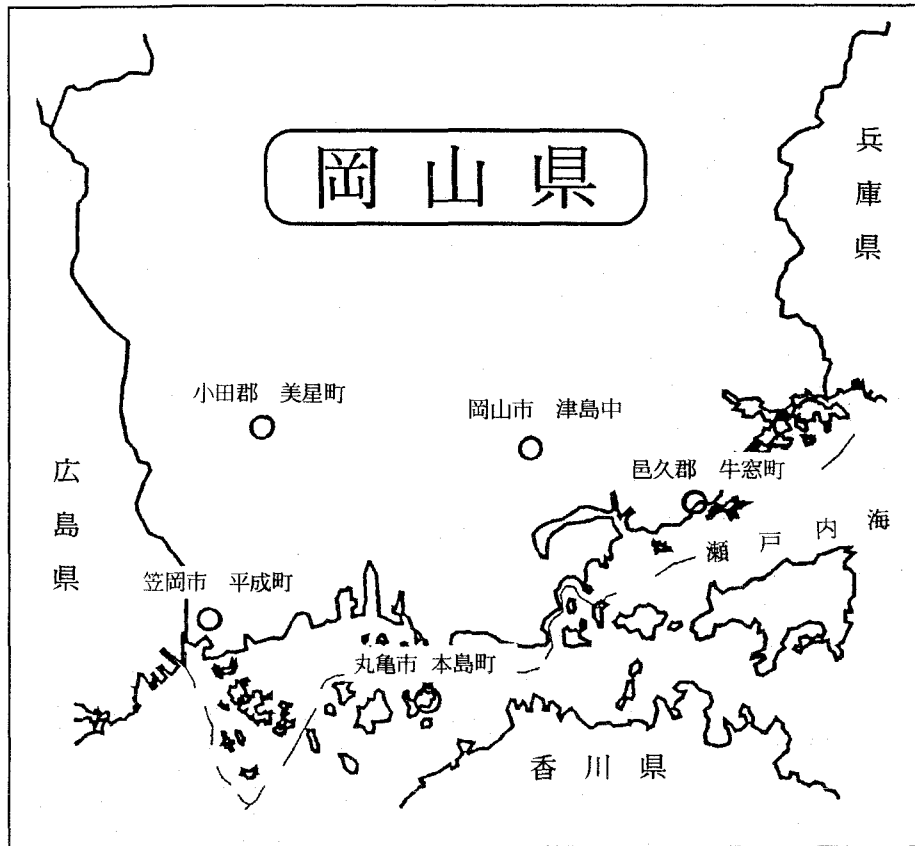 岡山県
兵庫県
小田郡 美星町
岡山市 津島中
邑久郡 牛窓町
広島県
瀬戸内海
笠岡市 平成町
丸亀市 本島町
香川県